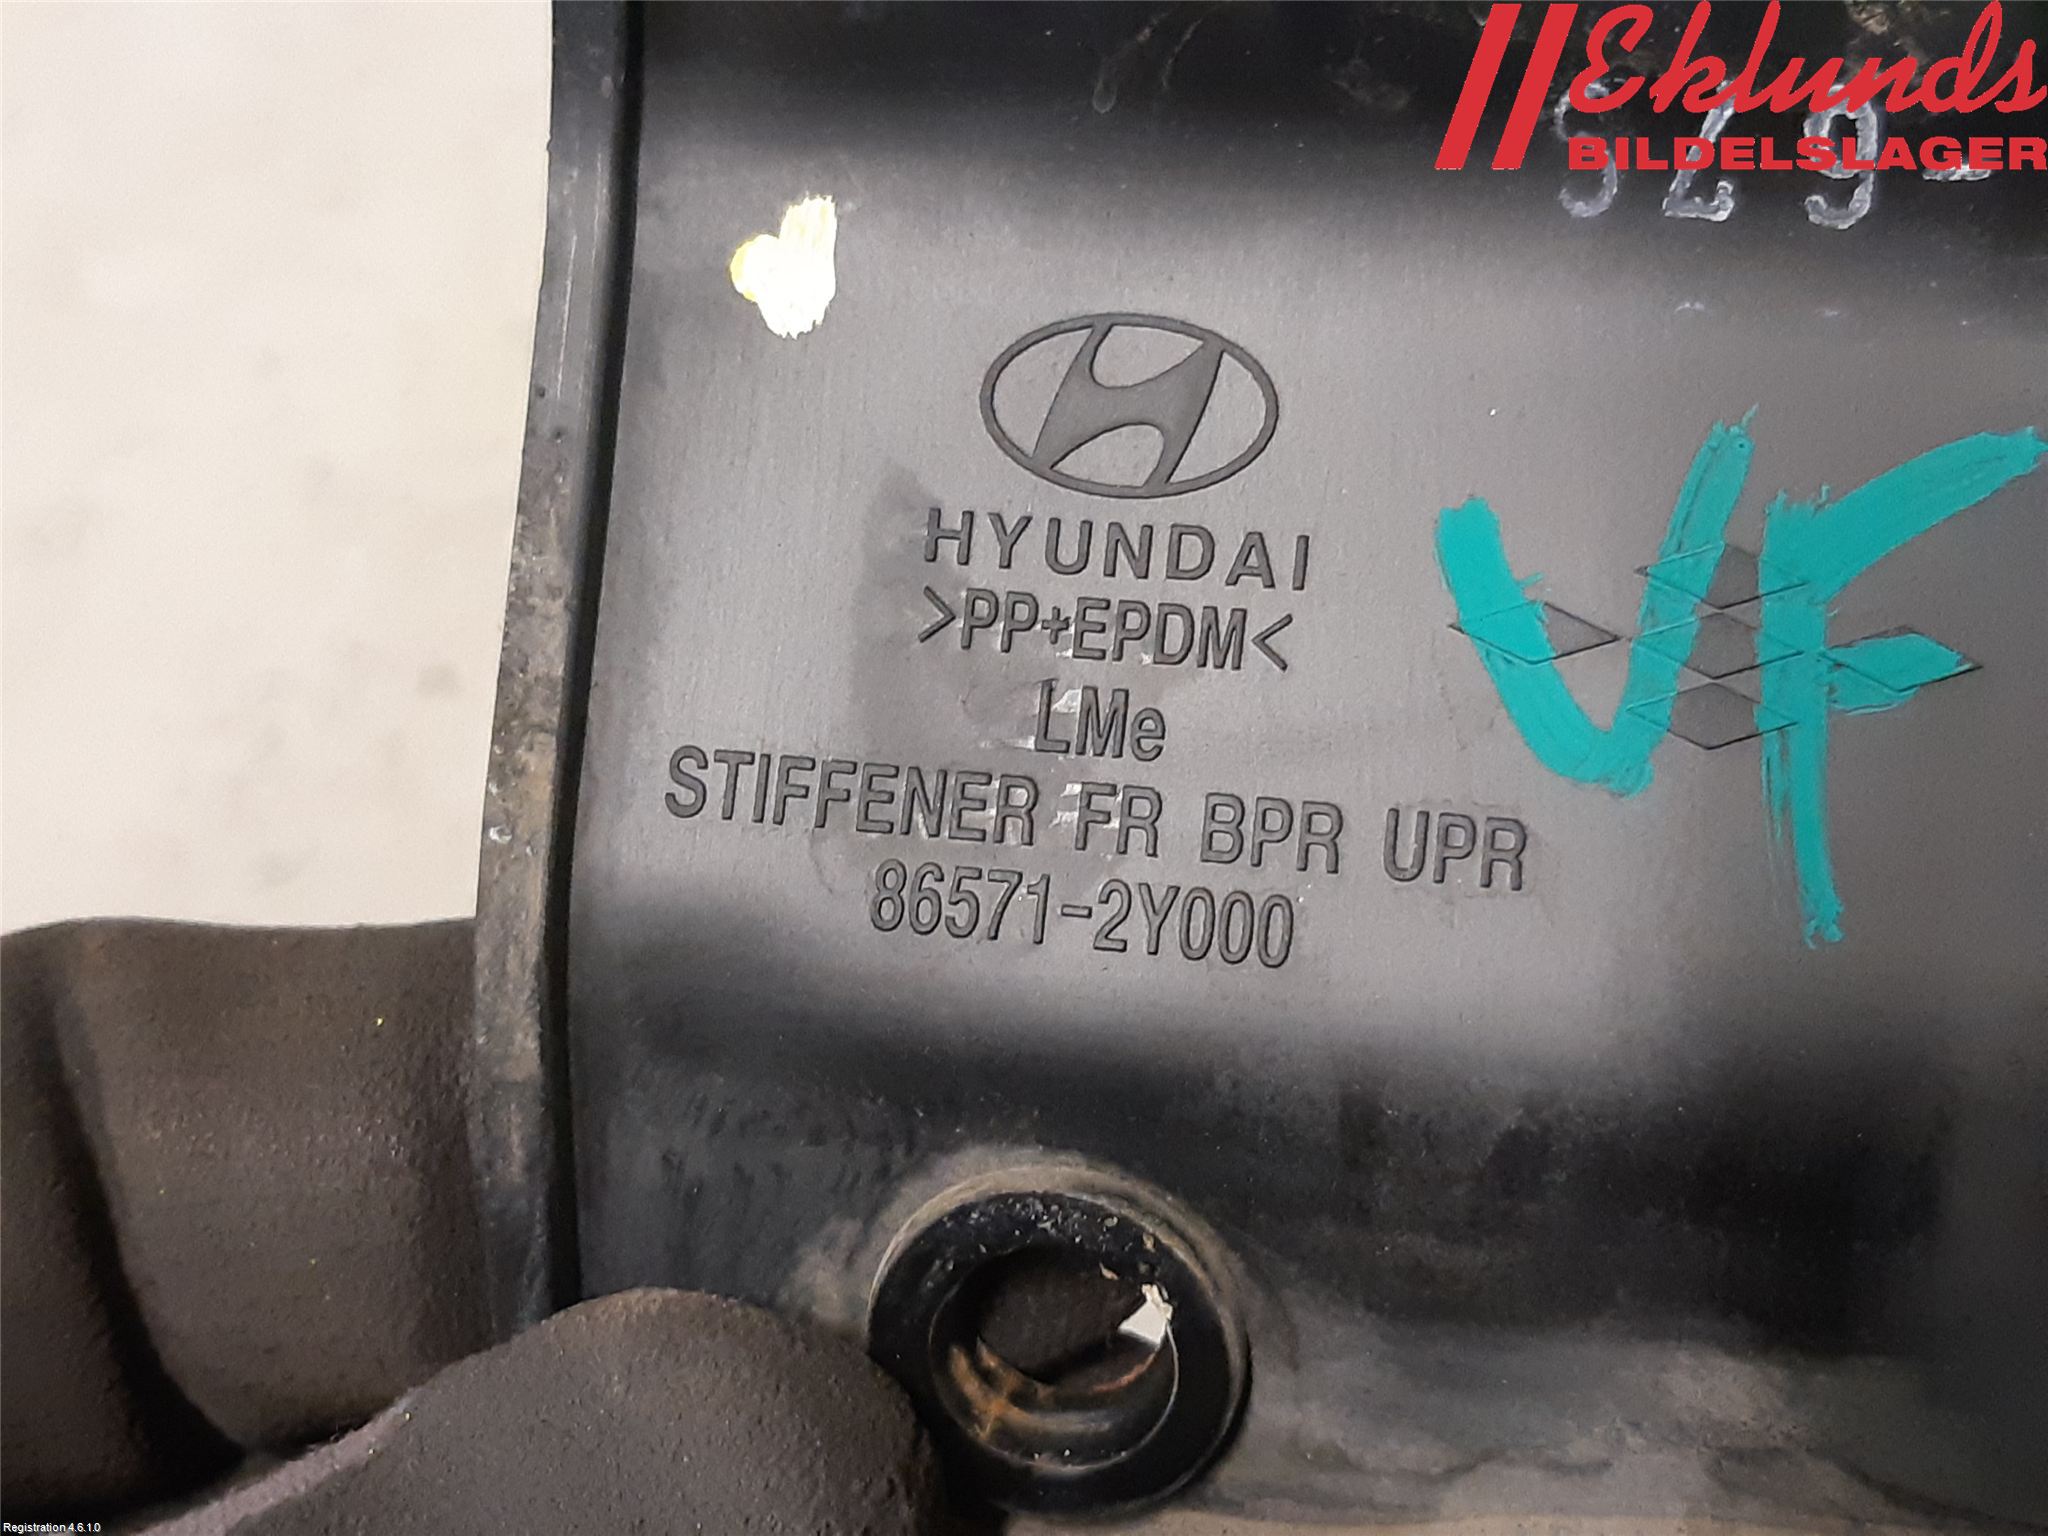 Eklunds
BILDELSLAGER
HYUNDAI
>PP+EPDM<
LMe
STIFFENER FR BPR UPR
86571-2Y000
VF
Registration 4.6.1.0